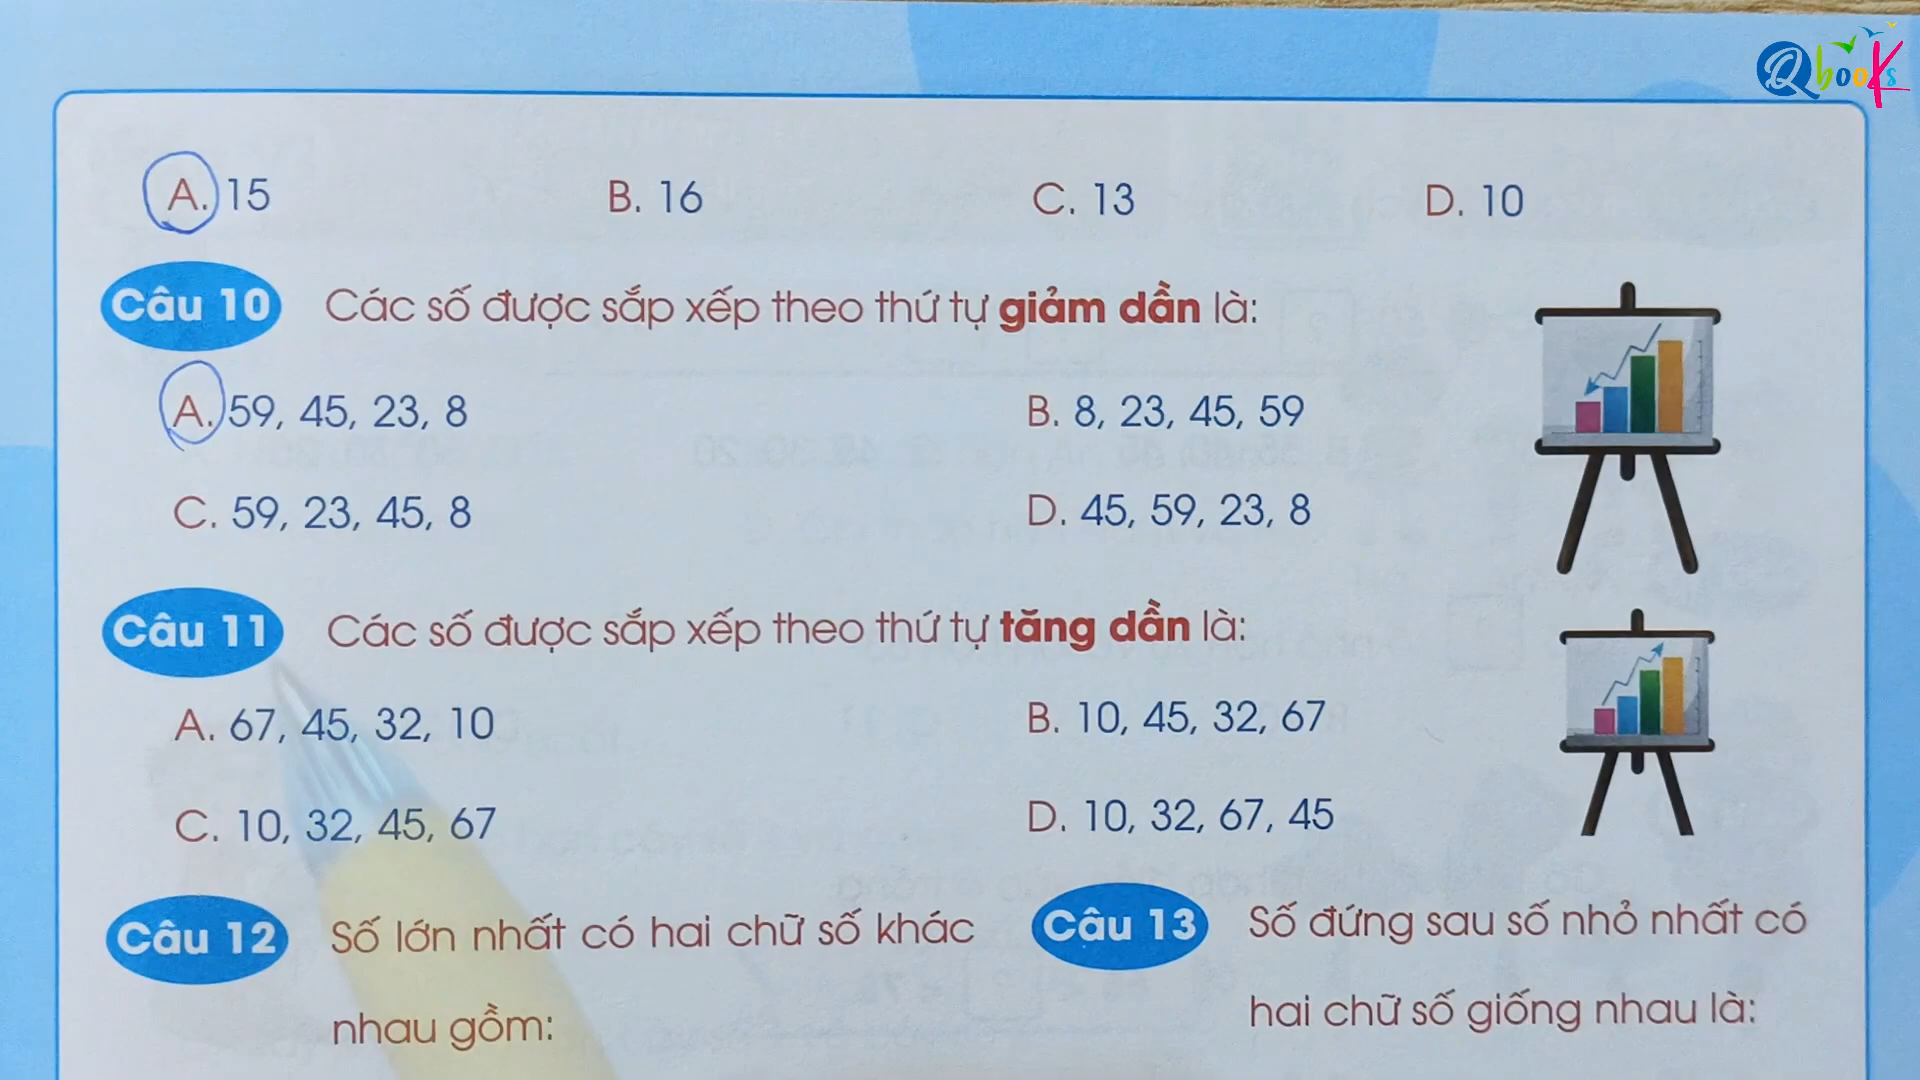 Qbooks
A. 15 B. 16 C. 13 D. 10
Câu 10 Các số được sắp xếp theo thứ tự giảm dần là:
A. 59, 45, 23, 8 B. 8, 23, 45, 59
C. 59, 23, 45, 8 D. 45, 59, 23, 8
Câu 11 Các số được sắp xếp theo thứ tự tăng dần là:
A. 67, 45, 32, 10 B. 10, 45, 32, 67
C. 10, 32, 45, 67 D. 10, 32, 67, 45
Câu 12 Số lớn nhất có hai chữ số khác
nhau gồm:
Câu 13 Số đứng sau số nhỏ nhất có
hai chữ số giống nhau là: